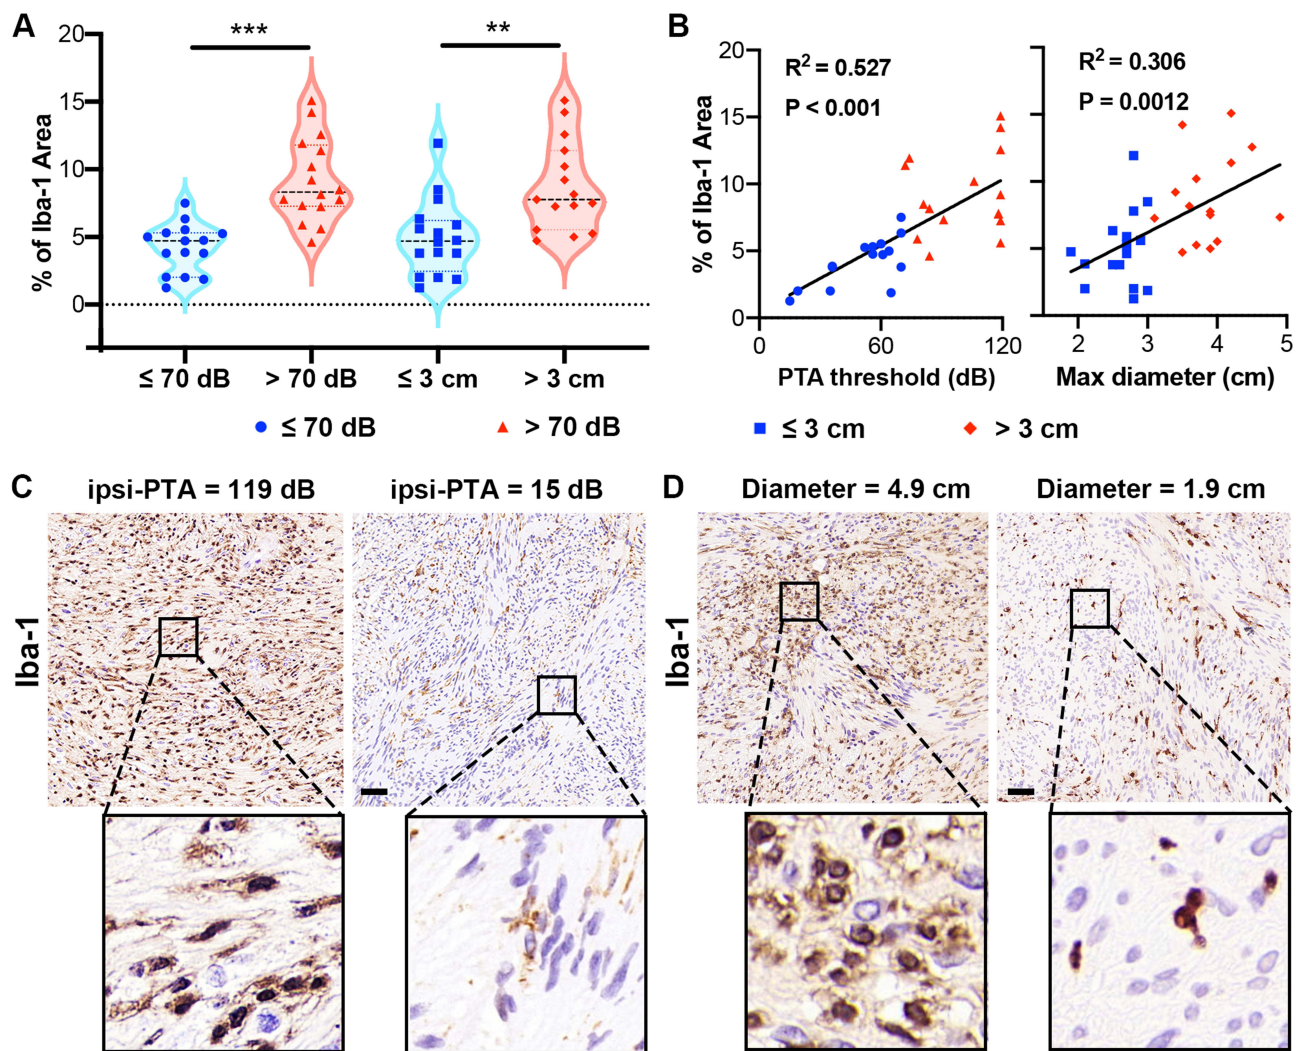 A
% of Iba-1 Area
20
15
10
5
0
***
**
≤ 70 dB
> 70 dB
≤ 3 cm
> 3 cm
≤ 70 dB
> 70 dB
B
% of Iba-1 Area
20
15
10
5
0
R² = 0.527
P < 0.001
0
60
120
PTA threshold (dB)
R² = 0.306
P = 0.0012
2
3
4
5
Max diameter (cm)
≤ 3 cm
> 3 cm
C
ipsi-PTA = 119 dB
ipsi-PTA = 15 dB
Iba-1
D
Diameter = 4.9 cm
Diameter = 1.9 cm
Iba-1